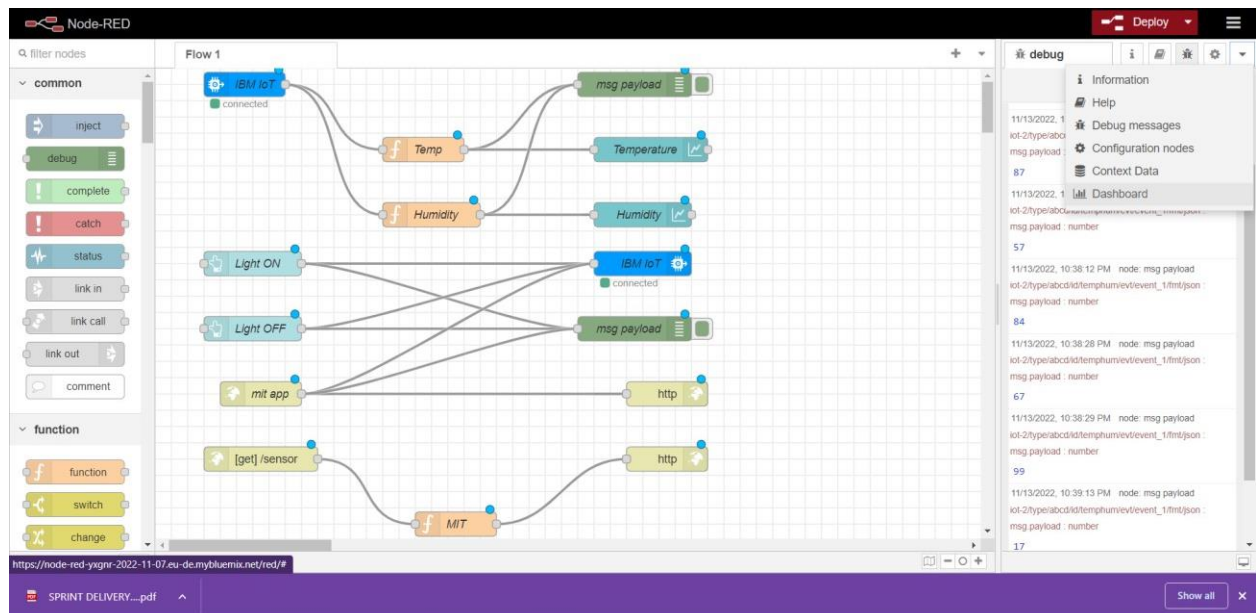 Node-RED
Deploy
filter nodes
common
inject
debug
complete
catch
status
link in
link call
link out
comment
function
function
switch
change
Flow 1
IBM IoT
connected
msg payload
Temp
Temperature
Humidity
Humidity
Light ON
IBM IoT
connected
Light OFF
msg payload
mit app
http
[get] /sensor
http
MIT
debug
i
i Information
Help
Debug messages
Configuration nodes
Context Data
Dashboard
11/13/2022, 1
iot-2/type/abcd
msg.payload
87
11/13/2022, 1
iot-2/type/abcd/id/temphum/evt/event_1/fmt/json :
msg.payload : number
57
11/13/2022, 10:38:12 PM node: msg payload
iot-2/type/abcd/id/temphum/evt/event_1/fmt/json :
msg.payload : number
84
11/13/2022, 10:38:28 PM node: msg payload
iot-2/type/abcd/id/temphum/evt/event_1/fmt/json :
msg.payload : number
67
11/13/2022, 10:38:29 PM node: msg payload
iot-2/type/abcd/id/temphum/evt/event_1/fmt/json :
msg.payload : number
99
11/13/2022, 10:39:13 PM node: msg payload
iot-2/type/abcd/id/temphum/evt/event_1/fmt/json :
msg.payload : number
17
https://node-red-yxgnr-2022-11-07.eu-de.mybluemix.net/red/#
SPRINT DELIVERY....pdf
Show all